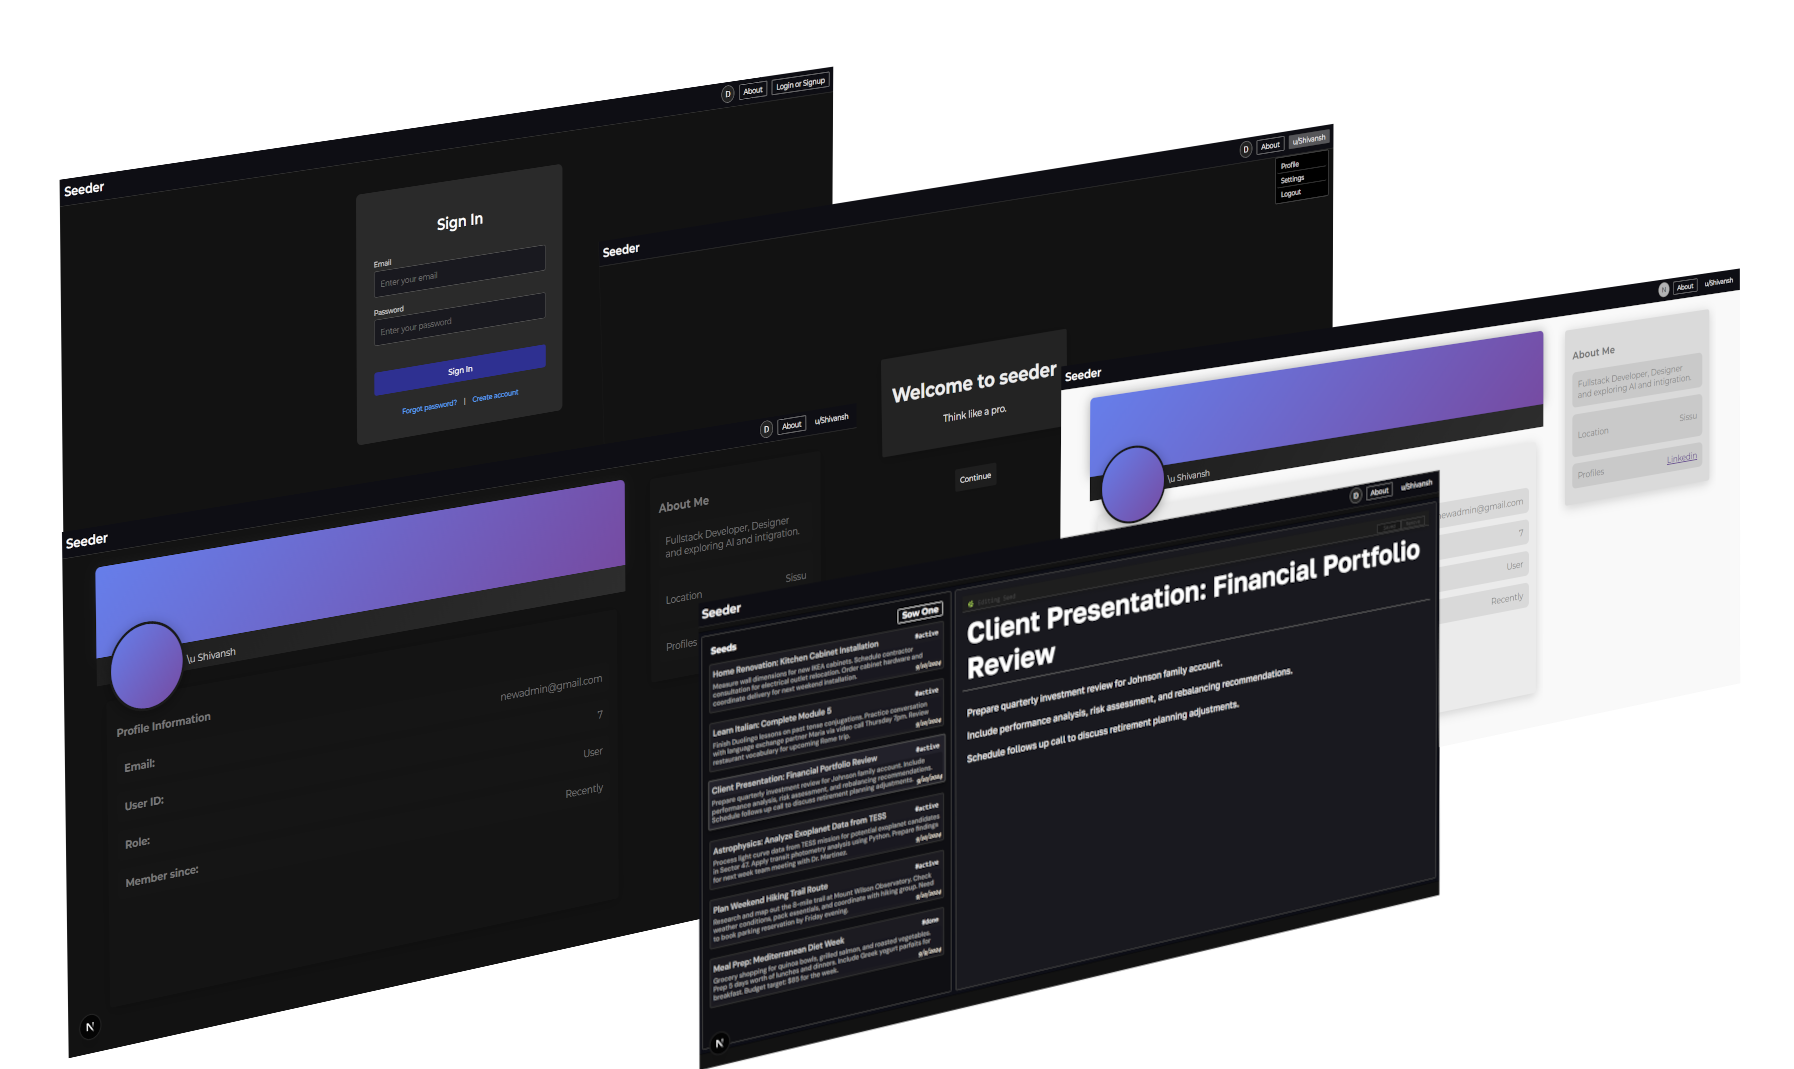 D About Login or Signup
Seeder
Sign In
Email
Enter your email
Password
Enter your password
Sign In
Forgot password? | Create account
D About u/Shivansh
Profile
Settings
Logout
Seeder
Welcome to seeder
Think like a pro.
Continue
N About u/Shivansh
Seeder
\u Shivansh
About Me
Fullstack Developer, Designer
and exploring AI and intigration.
Location Sissu
Profiles Linkedin
newadmin@gmail.com
7
User
Recently
D About u/Shivansh
Seeder
\u Shivansh
About Me
Fullstack Developer, Designer
and exploring AI and intigration.
Location Sissu
Profiles
Profile Information
Email: newadmin@gmail.com
User ID: 7
Role: User
Member since: Recently
N
D About u/Shivansh
Seeder
Seeds Sow One
Home Renovation: Kitchen Cabinet Installation #active
Measure wall dimensions for new IKEA cabinets. Schedule contractor
consultation for electrical outlet relocation. Order cabinet hardware and
coordinate delivery for next weekend installation.
Learn Italian: Complete Module 5 #active
Finish Duolingo lessons on past tense conjugations. Practice conversation
with language exchange partner Maria via video call Thursday 7pm. Review
restaurant vocabulary for upcoming Rome trip.
Client Presentation: Financial Portfolio Review #active
Prepare quarterly investment review for Johnson family account. Include
performance analysis, risk assessment, and rebalancing recommendations.
Schedule follows up call to discuss retirement planning adjustments.
Astrophysics: Analyze Exoplanet Data from TESS #active
Process light curve data from TESS mission for potential exoplanet candidates
in Sector 47. Apply transit photometry analysis using Python. Prepare findings
for next week team meeting with Dr. Martinez.
Plan Weekend Hiking Trail Route #active
Research and map out the 8-mile trail at Mount Wilson Observatory. Check
weather conditions, pack essentials, and coordinate with hiking group. Need
to book parking reservation by Friday evening.
Meal Prep: Mediterranean Diet Week #done
Grocery shopping for quinoa bowls, grilled salmon, and roasted vegetables.
Prep 5 days worth of lunches and dinners. Include Greek yogurt parfaits for
breakfast. Budget target: $85 for the week.
N
Editing Seed
Client Presentation: Financial Portfolio
Review
Prepare quarterly investment review for Johnson family account.
Include performance analysis, risk assessment, and rebalancing recommendations.
Schedule follows up call to discuss retirement planning adjustments.